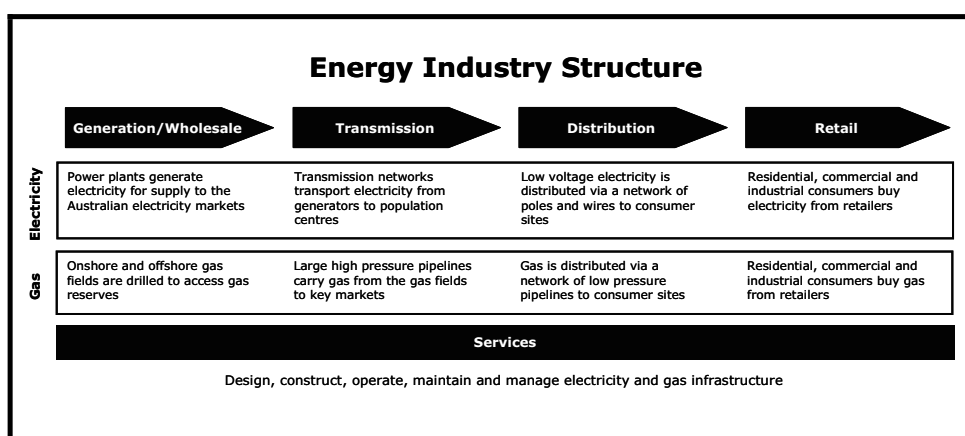 Energy Industry Structure
Generation/Wholesale
Transmission
Distribution
Retail
Electricity
Power plants generate
electricity for supply to the
Australian electricity markets
Transmission networks
transport electricity from
generators to population
centres
Low voltage electricity is
distributed via a network of
poles and wires to consumer
sites
Residential, commercial and
industrial consumers buy
electricity from retailers
Gas
Onshore and offshore gas
fields are drilled to access gas
reserves
Large high pressure pipelines
carry gas from the gas fields
to key markets
Gas is distributed via a
network of low pressure
pipelines to consumer sites
Residential, commercial and
industrial consumers buy gas
from retailers
Services
Design, construct, operate, maintain and manage electricity and gas infrastructure